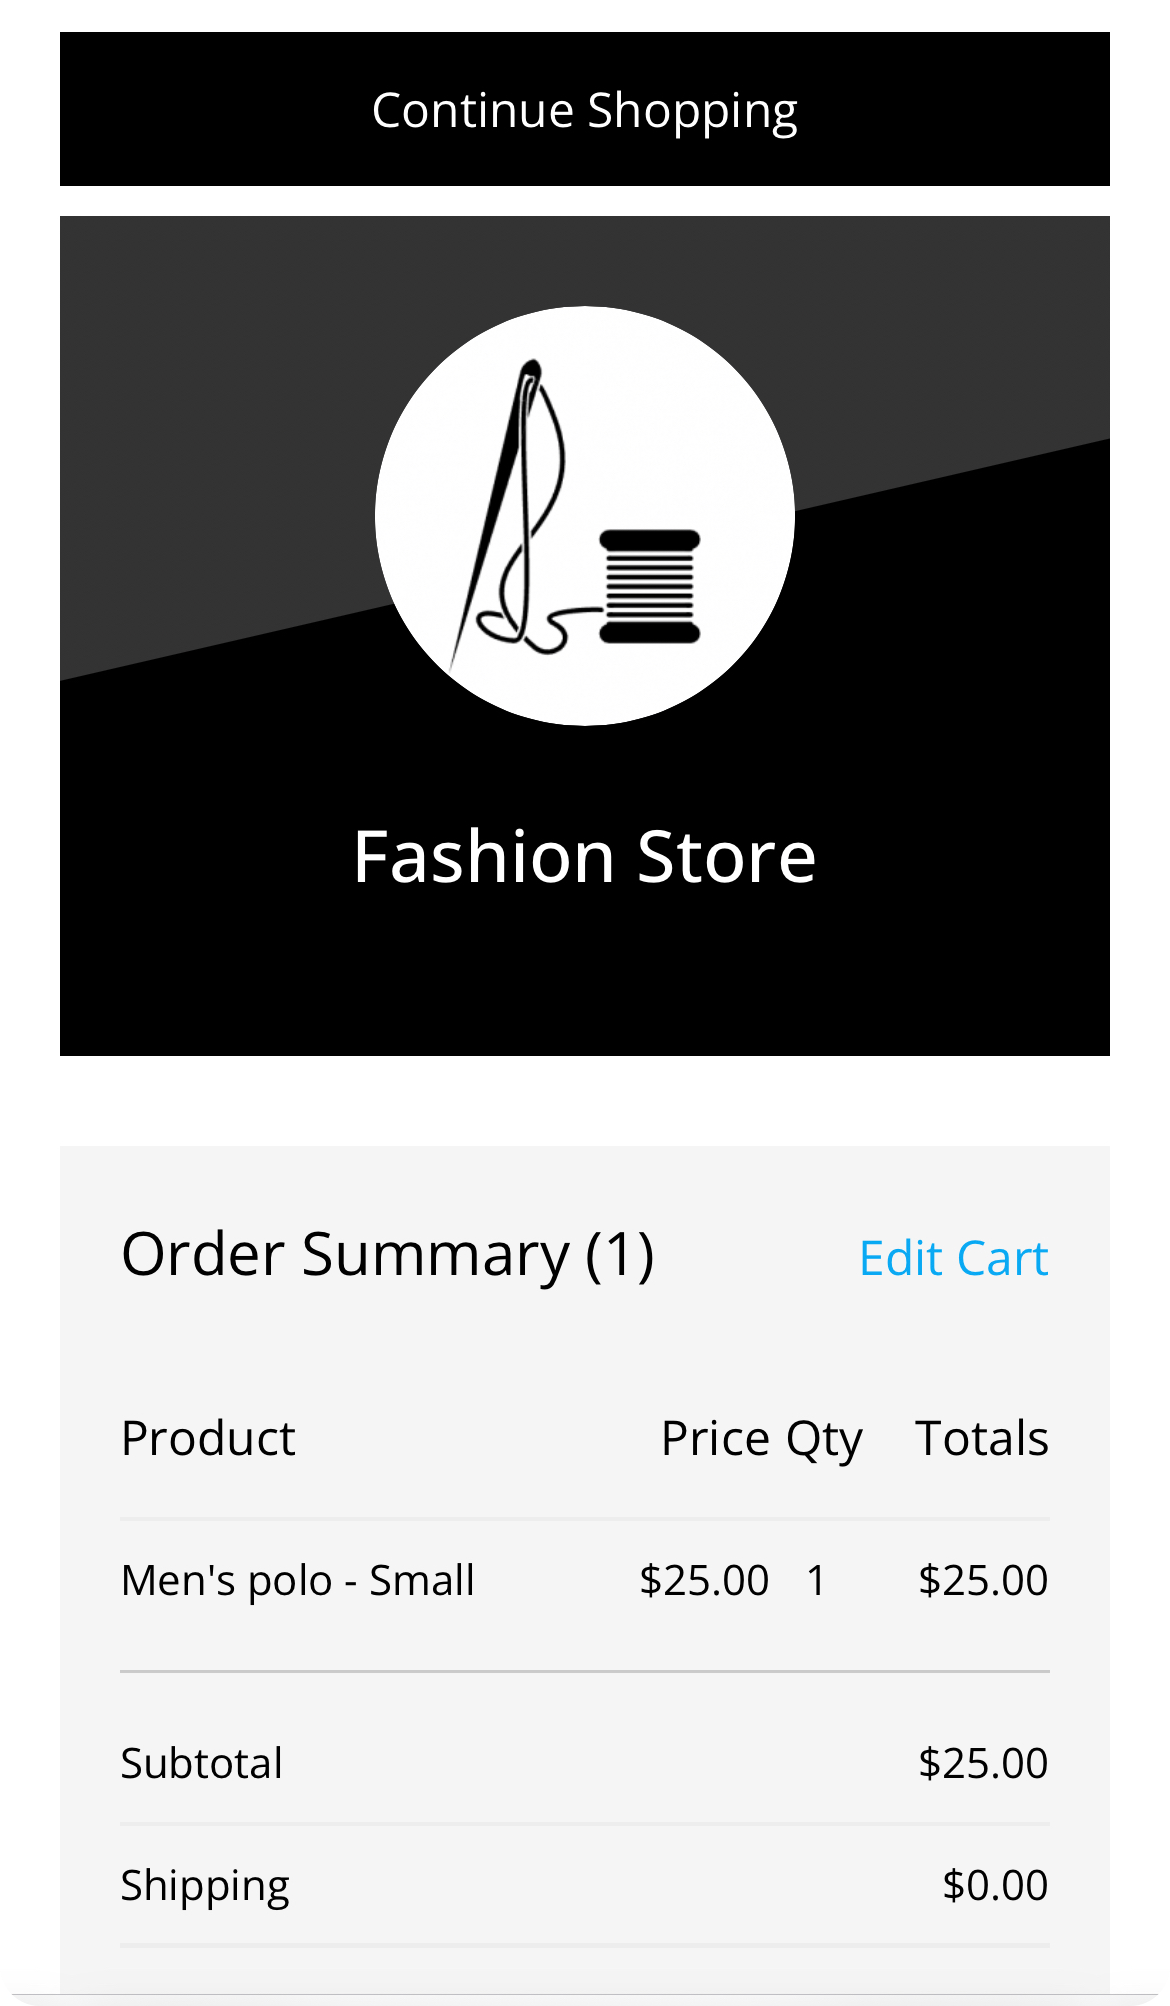 Continue Shopping
Fashion Store
Order Summary (1) Edit Cart
Product Price Qty Totals
Men's polo - Small $25.00 1 $25.00
Subtotal $25.00
Shipping $0.00